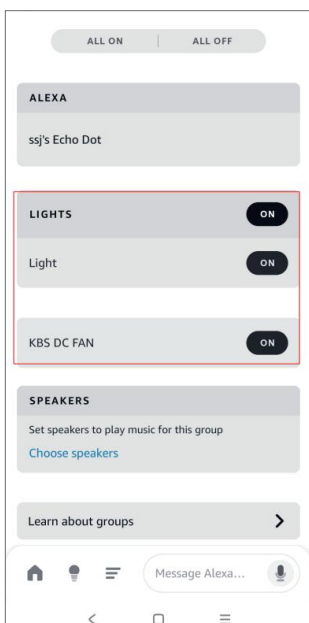 ALL ON ALL OFF
ALEXA
ssj's Echo Dot
LIGHTS ON
Light ON
KBS DC FAN ON
SPEAKERS
Set speakers to play music for this group
Choose speakers
Learn about groups
Message Alexa...